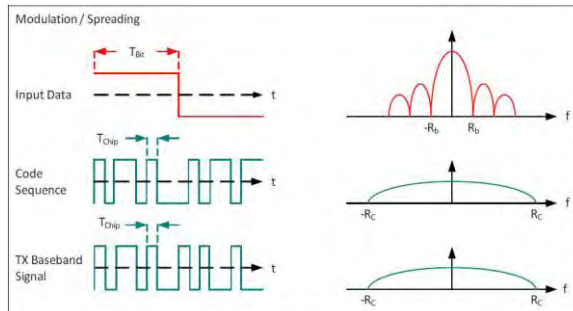 Modulation / Spreading
T_Bit
Input Data
t
-R_b
R_b
f
T_Chip
Code
Sequence
t
-R_C
R_C
f
T_Chip
TX Baseband
Signal
t
-R_C
R_C
f